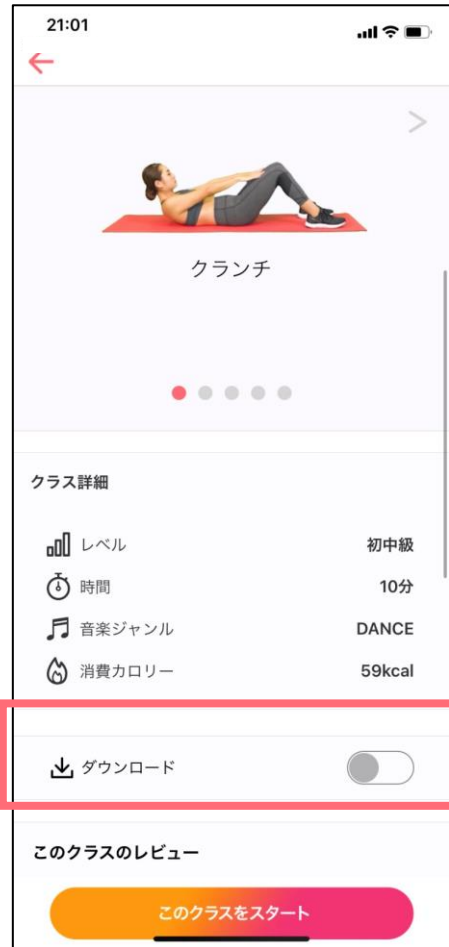 21:01
クランチ
クラス詳細
レベル 初中級
時間 10分
音楽ジャンル DANCE
消費カロリー 59kcal
ダウンロード
このクラスのレビュー
このクラスをスタート